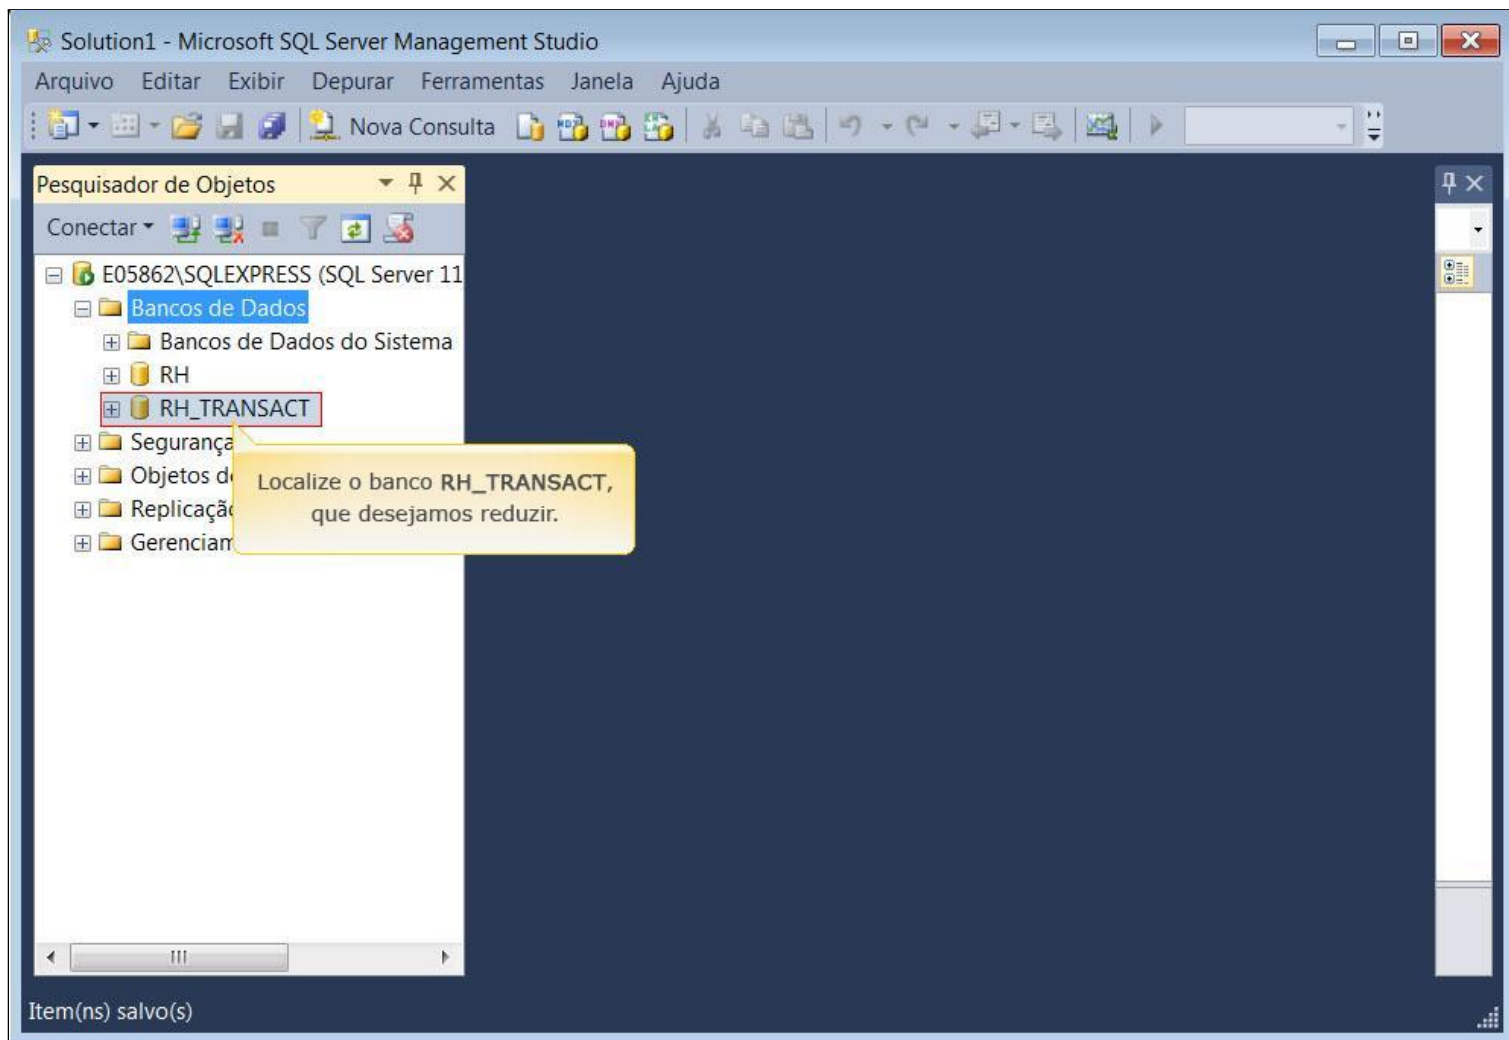 Solution1 - Microsoft SQL Server Management Studio
Arquivo Editar Exibir Depurar Ferramentas Janela Ajuda
Nova Consulta
Pesquisador de Objetos
Conectar
E05862\SQLEXPRESS (SQL Server 11
Bancos de Dados
Bancos de Dados do Sistema
RH
RH_TRANSACT
Segurança
Objetos d
Replicaçã
Gerenciam
Localize o banco RH_TRANSACT,
que desejamos reduzir.
Item(ns) salvo(s)